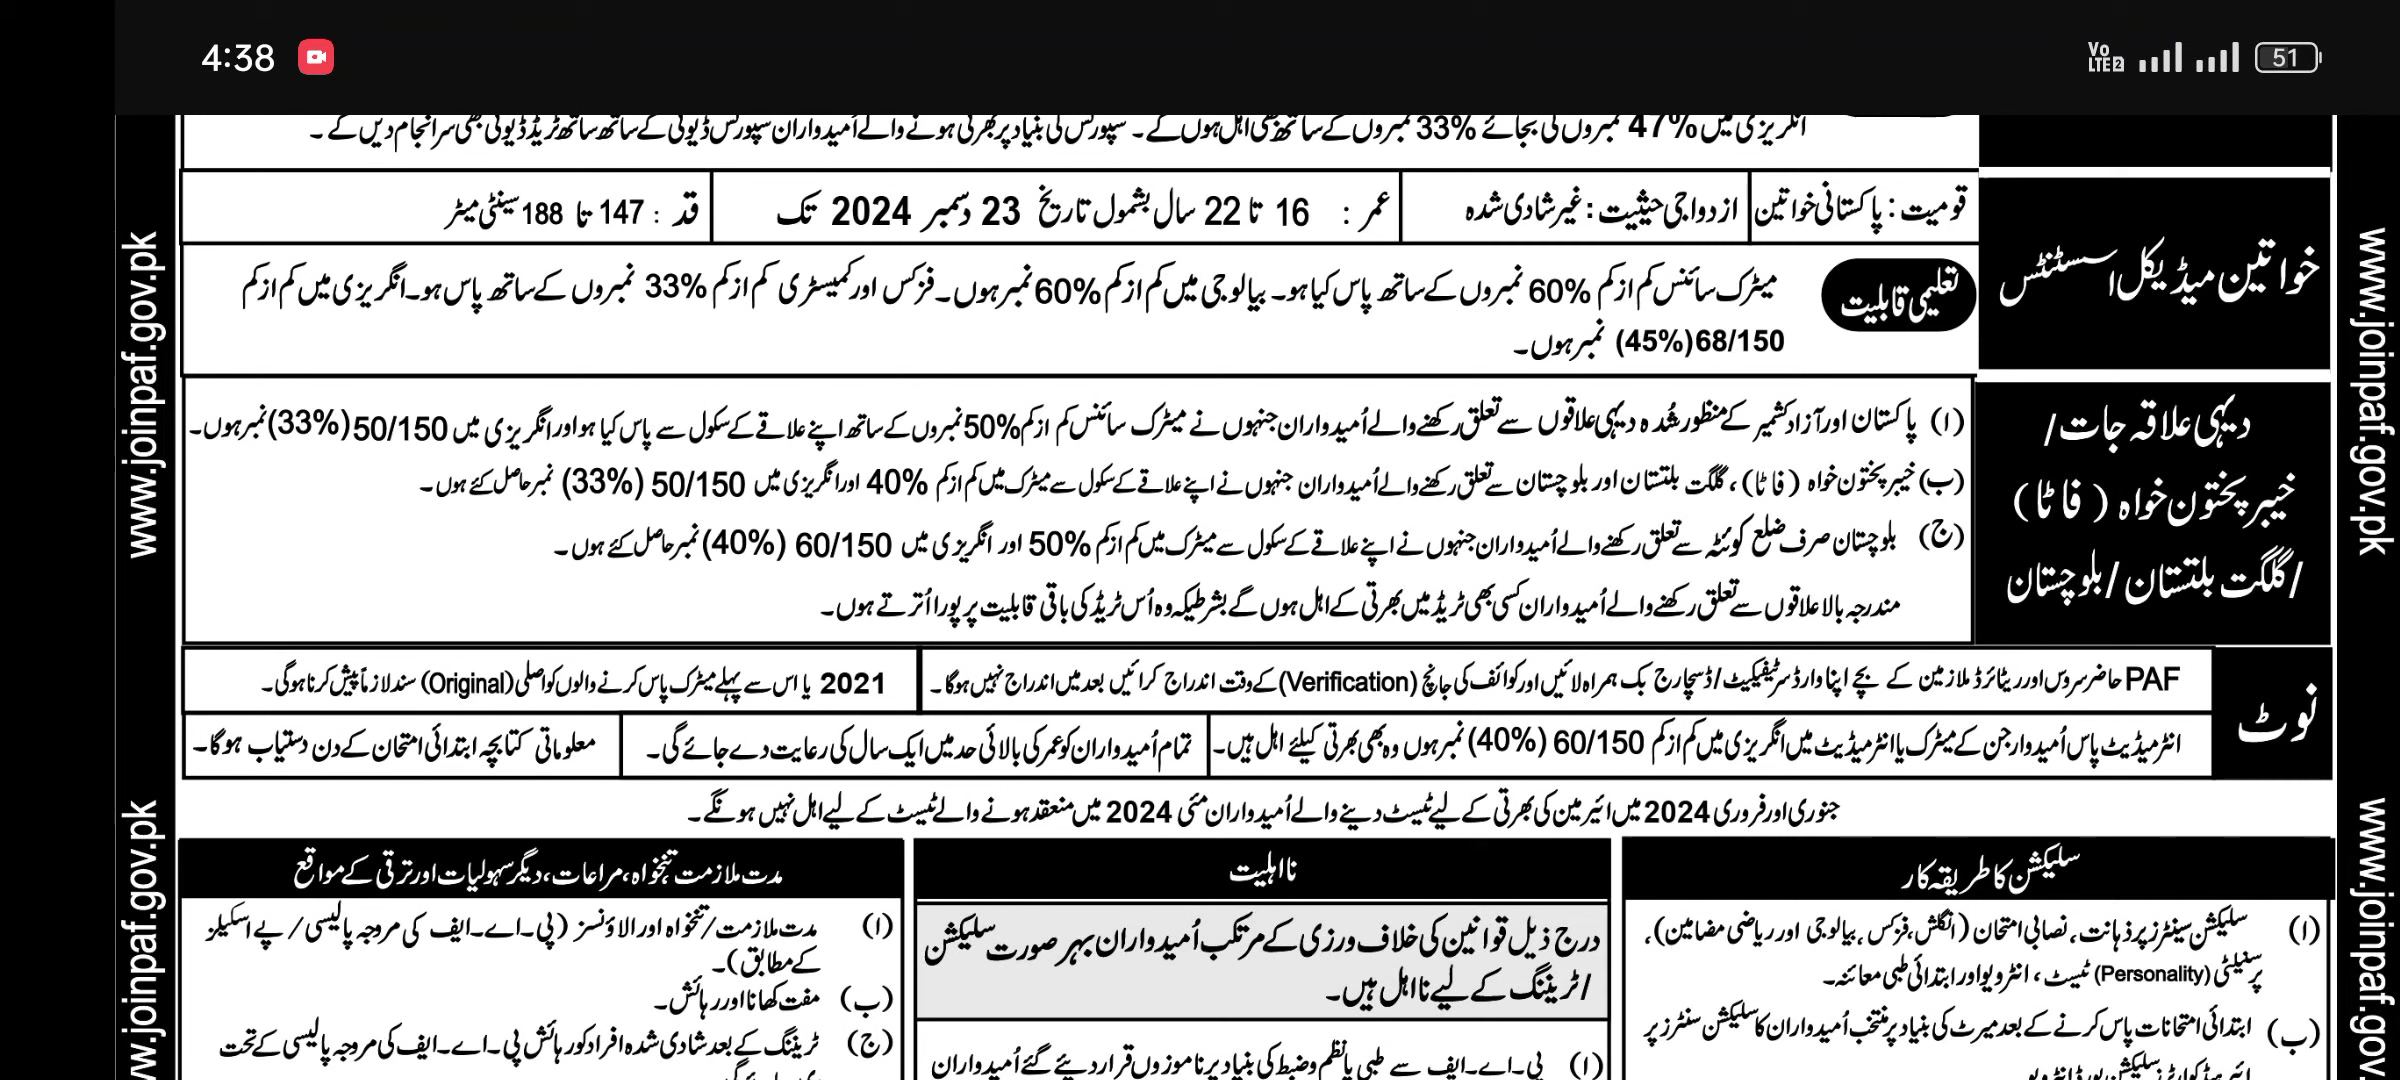 4:38
Vo LTE2
51
انگریزی میں 47% نمبروں کی بجائے 33% نمبروں کے ساتھ بھی اہل ہوں گے۔ سپورٹس کی بنیاد پر بھرتی ہونے والے اُمیدواران سپورٹس ڈیوٹی کے ساتھ ساتھ ٹریڈ ڈیوٹی بھی سرانجام دیں گے۔
خواتین میڈیکل اسسٹنٹس
قومیت: پاکستانی خواتین
ازدواجی حیثیت: غیر شادی شدہ
عمر: 16 تا 22 سال بشمول تاریخ 23 دسمبر 2024 تک
قد: 147 تا 188 سینٹی میٹر
تعلیمی قابلیت
میٹرک سائنس کم از کم 60% نمبروں کے ساتھ پاس کیا ہو۔ بیالوجی میں کم از کم 60% نمبر ہوں۔ فزکس اور کیمسٹری کم از کم 33% نمبروں کے ساتھ پاس ہو۔ انگریزی میں کم از کم
68/150 (45%) نمبر ہوں۔
دیہی علاقہ جات/
خیبر پختون خواہ (فاٹا)
/گلگت بلتستان/بلوچستان
(ا) پاکستان اور آزاد کشمیر کے منظور شُدہ دیہی علاقوں سے تعلق رکھنے والے اُمیدواران جنہوں نے میٹرک سائنس کم از کم 50% نمبروں کے ساتھ اپنے علاقے کے سکول سے پاس کیا ہو اور انگریزی میں 50/150 (33%) نمبر ہوں۔
(ب) خیبر پختون خواہ (فاٹا)، گلگت بلتستان اور بلوچستان سے تعلق رکھنے والے اُمیدواران جنہوں نے اپنے علاقے کے سکول سے میٹرک میں کم از کم 40% اور انگریزی میں 50/150 (33%) نمبر حاصل کئے ہوں۔
(ج) بلوچستان صرف ضلع کوئٹہ سے تعلق رکھنے والے اُمیدواران جنہوں نے اپنے علاقے کے سکول سے میٹرک میں کم از کم 50% اور انگریزی میں 60/150 (40%) نمبر حاصل کئے ہوں۔
مندرجہ بالا علاقوں سے تعلق رکھنے والے اُمیدواران کسی بھی ٹریڈ میں بھرتی کے اہل ہوں گے بشرطیکہ وہ اُس ٹریڈ کی باقی قابلیت پر پورا اُترتے ہوں۔
نوٹ
PAF حاضر سروس اور ریٹائرڈ ملازمین کے بچے اپنا وارڈ سرٹیفیکیٹ/ڈسچارج بک ہمراہ لائیں اور کوائف کی جانچ (Verification) کے وقت اندراج کرائیں بعد میں اندراج نہیں ہوگا۔
2021 یا اس سے پہلے میٹرک پاس کرنے والوں کو اصلی (Original) سند لازماً پیش کرنا ہوگی۔
انٹرمیڈیٹ پاس اُمیدوار جن کے میٹرک یا انٹرمیڈیٹ میں انگریزی میں کم از کم 60/150 (40%) نمبر ہوں وہ بھی بھرتی کیلئے اہل ہیں۔
تمام اُمیدواران کو عمر کی بالائی حد میں ایک سال کی رعایت دے جائے گی۔
معلوماتی کتابچہ ابتدائی امتحان کے دن دستیاب ہوگا۔
جنوری اور فروری 2024 میں ائیرمین کی بھرتی کے لیے ٹیسٹ دینے والے اُمیدواران مئی 2024 میں منعقد ہونے والے ٹیسٹ کے لیے اہل نہیں ہونگے۔
سلیکشن کا طریقہ کار
(ا) سلیکشن سینٹرز پر ذہانت، نصابی امتحان (انگلش، فزکس، بیالوجی اور ریاضی مضامین)،
پرسنیلٹی (Personality) ٹیسٹ، انٹرویو اور ابتدائی طبی معائنہ۔
(ب) ابتدائی امتحانات پاس کرنے کے بعد میرٹ کی بنیاد پر منتخب اُمیدواران کا سلیکشن سنٹرز پر
نااہلیت
درج ذیل قوانین کی خلاف ورزی کے مرتکب اُمیدواران بہر صورت سلیکشن
/ٹریننگ کے لیے نااہل ہیں۔
(ا) پی۔اے۔ایف سے طبی یا نظم و ضبط کی بنیاد پر ناموزوں قرار دیئے گئے اُمیدواران
مدت ملازمت، تنخواہ، مراعات، دیگر سہولیات اور ترقی کے مواقع
(ا) مدت ملازمت/تنخواہ اور الاؤنسز (پی۔اے۔ایف کی مروجہ پالیسی/پے اسکیلز
کے مطابق)۔
(ب) مفت کھانا اور رہائش۔
(ج) ٹریننگ کے بعد شادی شدہ افراد کو رہائش پی۔اے۔ایف کی مروجہ پالیسی کے تحت
www.joinpaf.gov.pk
www.joinpaf.gov.pk
www.joinpaf.gov.pk
www.joinpaf.gov.pk